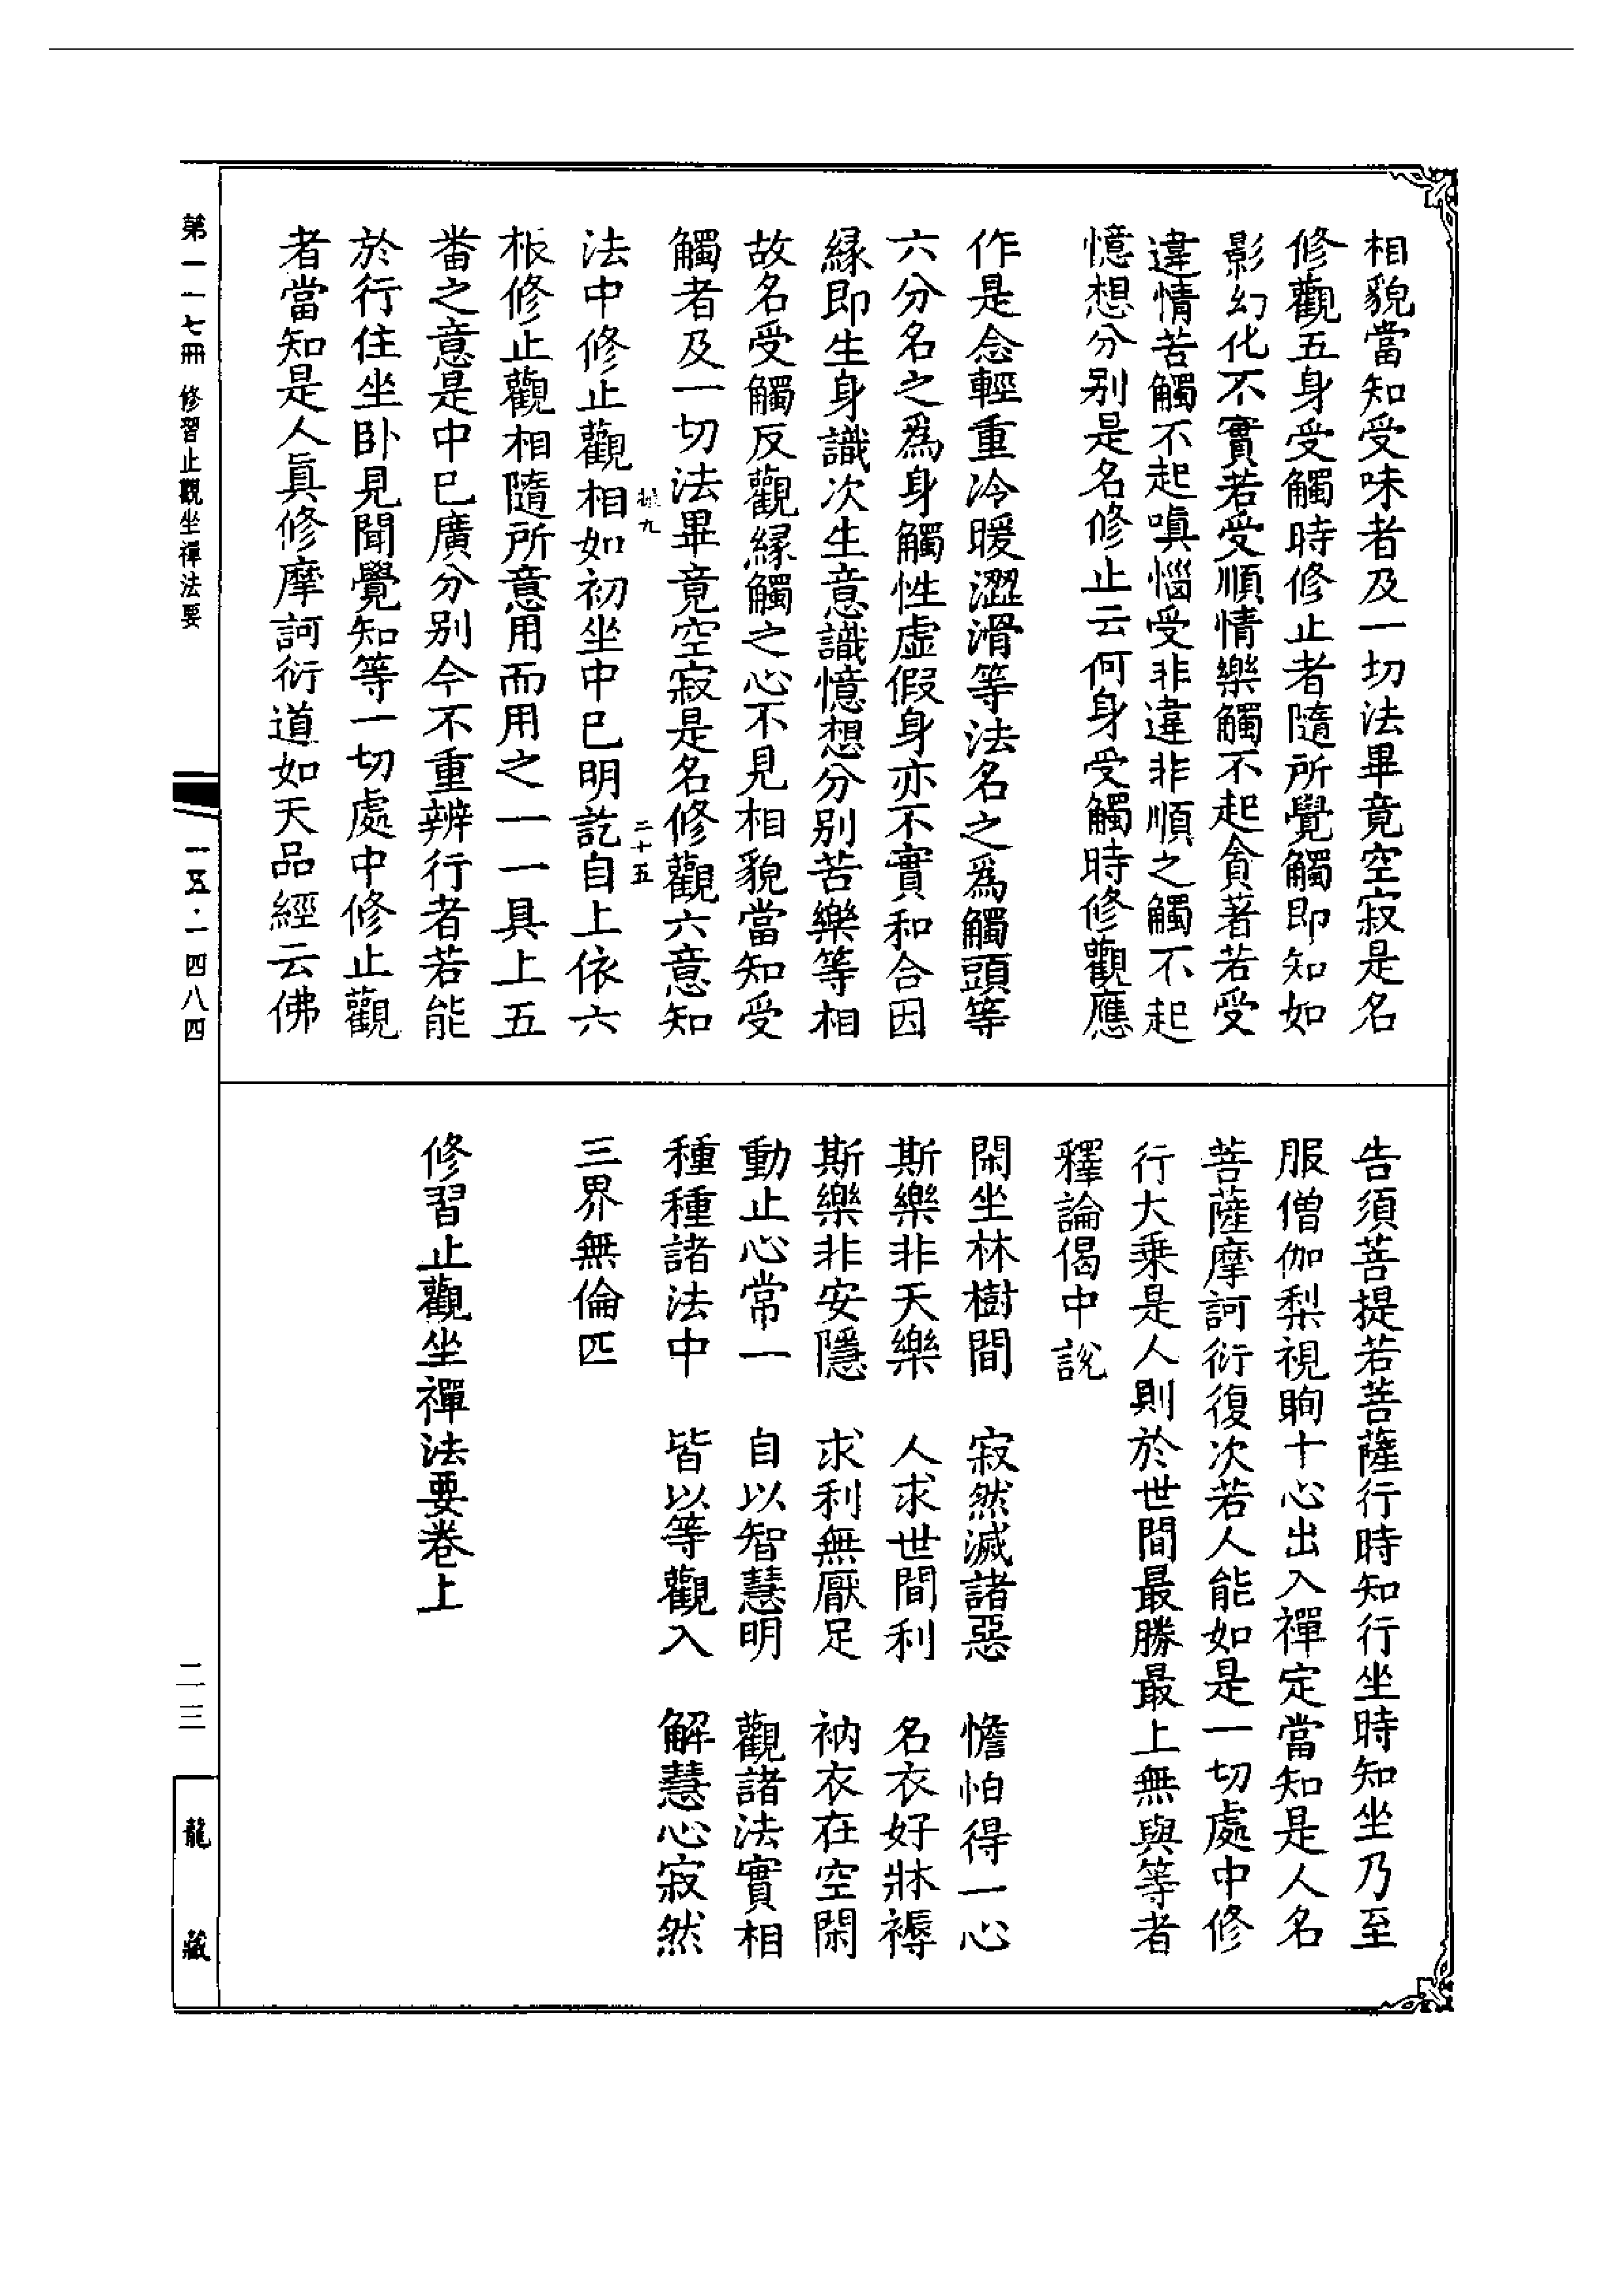 相貌當知受味者及一切法畢竟空寂是名
修觀五身受觸時修止者隨所覺觸即知如
影幻化不實若受順情樂觸不起貪著若受
違情苦觸不起嗔惱受非違非順之觸不起
憶想分別是名修止云何身受觸時修觀應
作是念輕重冷暖澀滑等法名之為觸頭等
六分名之為身觸性虛假身亦不實和合因
緣即生身識次生意識憶想分別苦樂等相
故名受觸反觀緣觸之心不見相貌當知受
觸者及一切法畢竟空寂是名修觀六意知
二十五
法中修止觀相如初坐中已明訖自上依六
根修止觀相隨所意用而用之一一具上五
番之意是中已廣分別今不重辨行者若能
於行住坐臥見聞覺知等一切處中修止觀
者當知是人真修摩訶衍道如天品經云佛
告須菩提若菩薩行時知行坐時知坐乃至
服僧伽梨視眴十心出入禪定當知是人名
菩薩摩訶衍復次若人能如是一切處中修
行大乘是人則於世間最勝最上無與等者
釋論偈中說
閑坐林樹間 寂然滅諸惡 憺怕得一心
斯樂非天樂 人求世間利 名衣好牀褥
斯樂非安隱 求利無厭足 衲衣在空閑
動止心常一 自以智慧明 觀諸法實相
種種諸法中 皆以等觀入 解慧心寂然
三界無倫匹
修習止觀坐禪法要卷上
第一一七冊 修習止觀坐禪法要
一五·一四八四
二三
龍藏